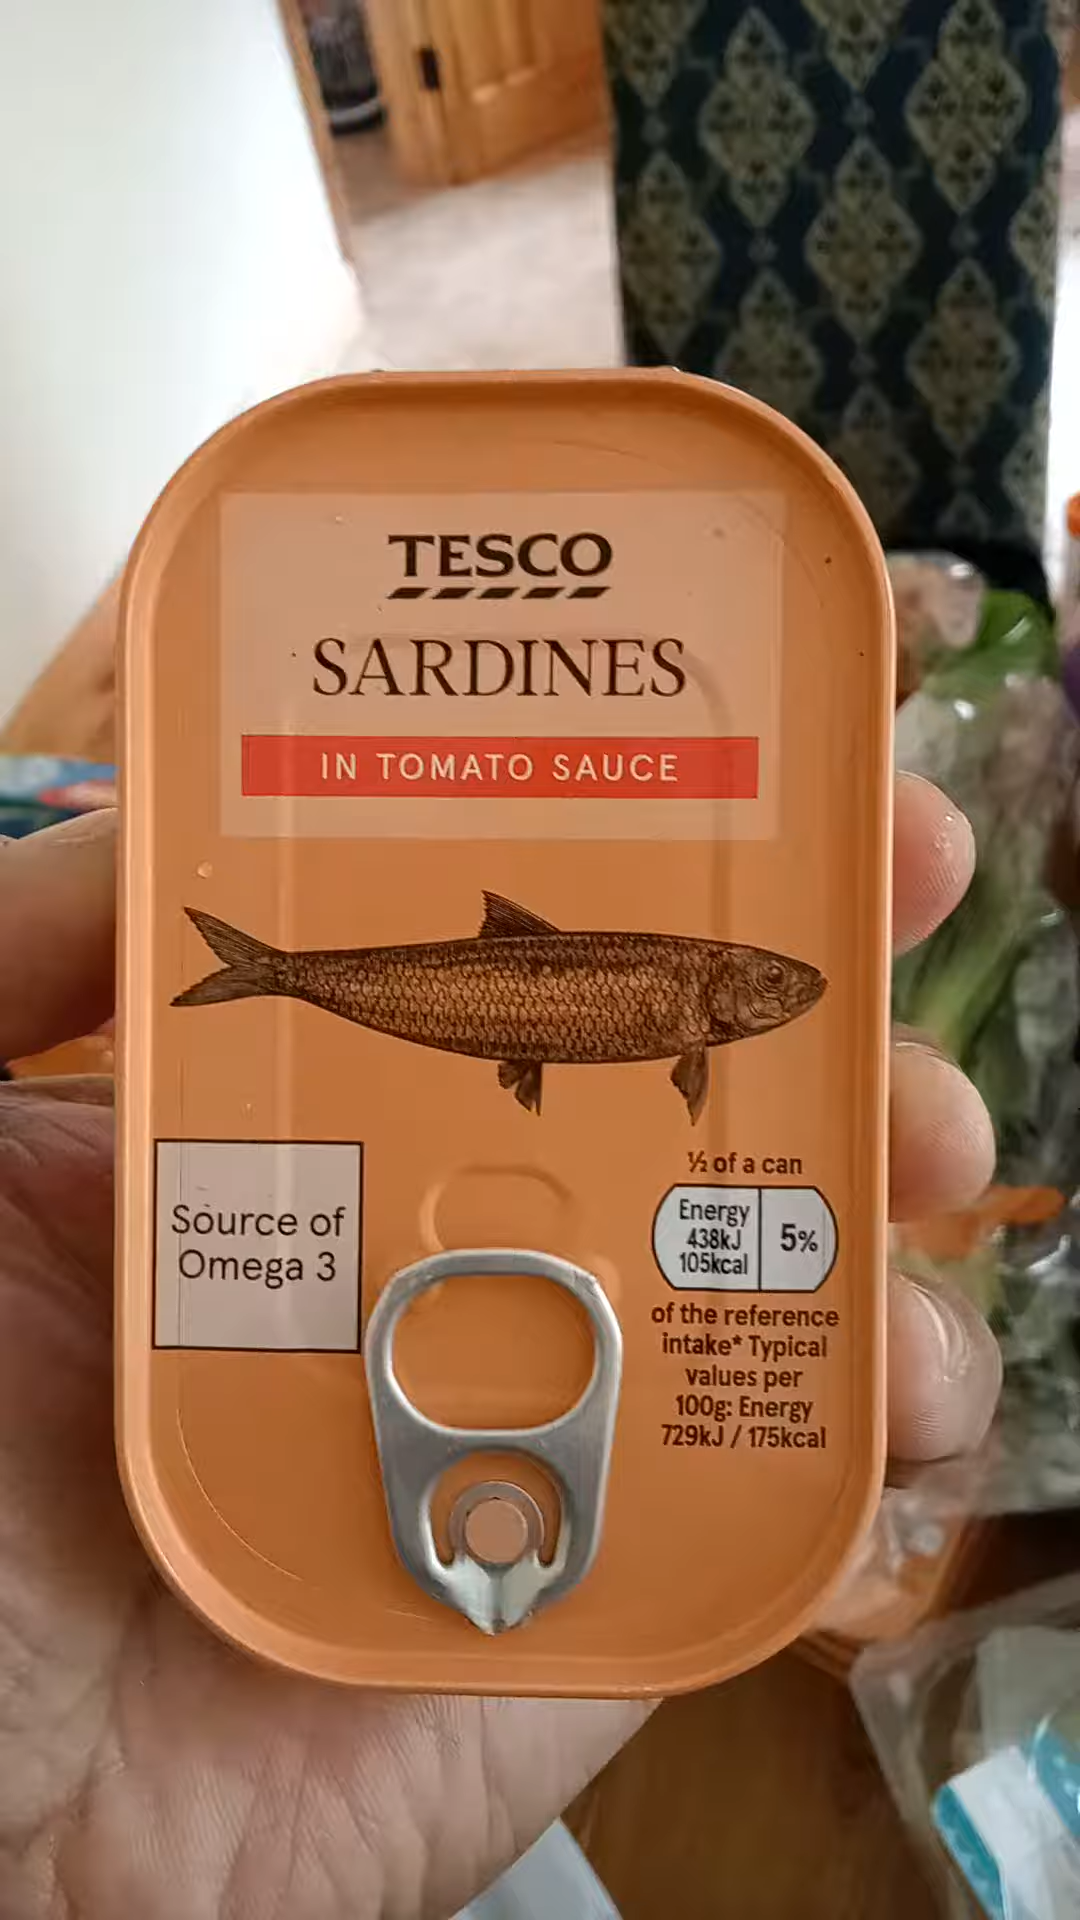 TESCO
SARDINES
IN TOMATO SAUCE
Source of
Omega 3
½ of a can
Energy
438kJ
105kcal
5%
of the reference
intake* Typical
values per
100g: Energy
729kJ / 175kcal